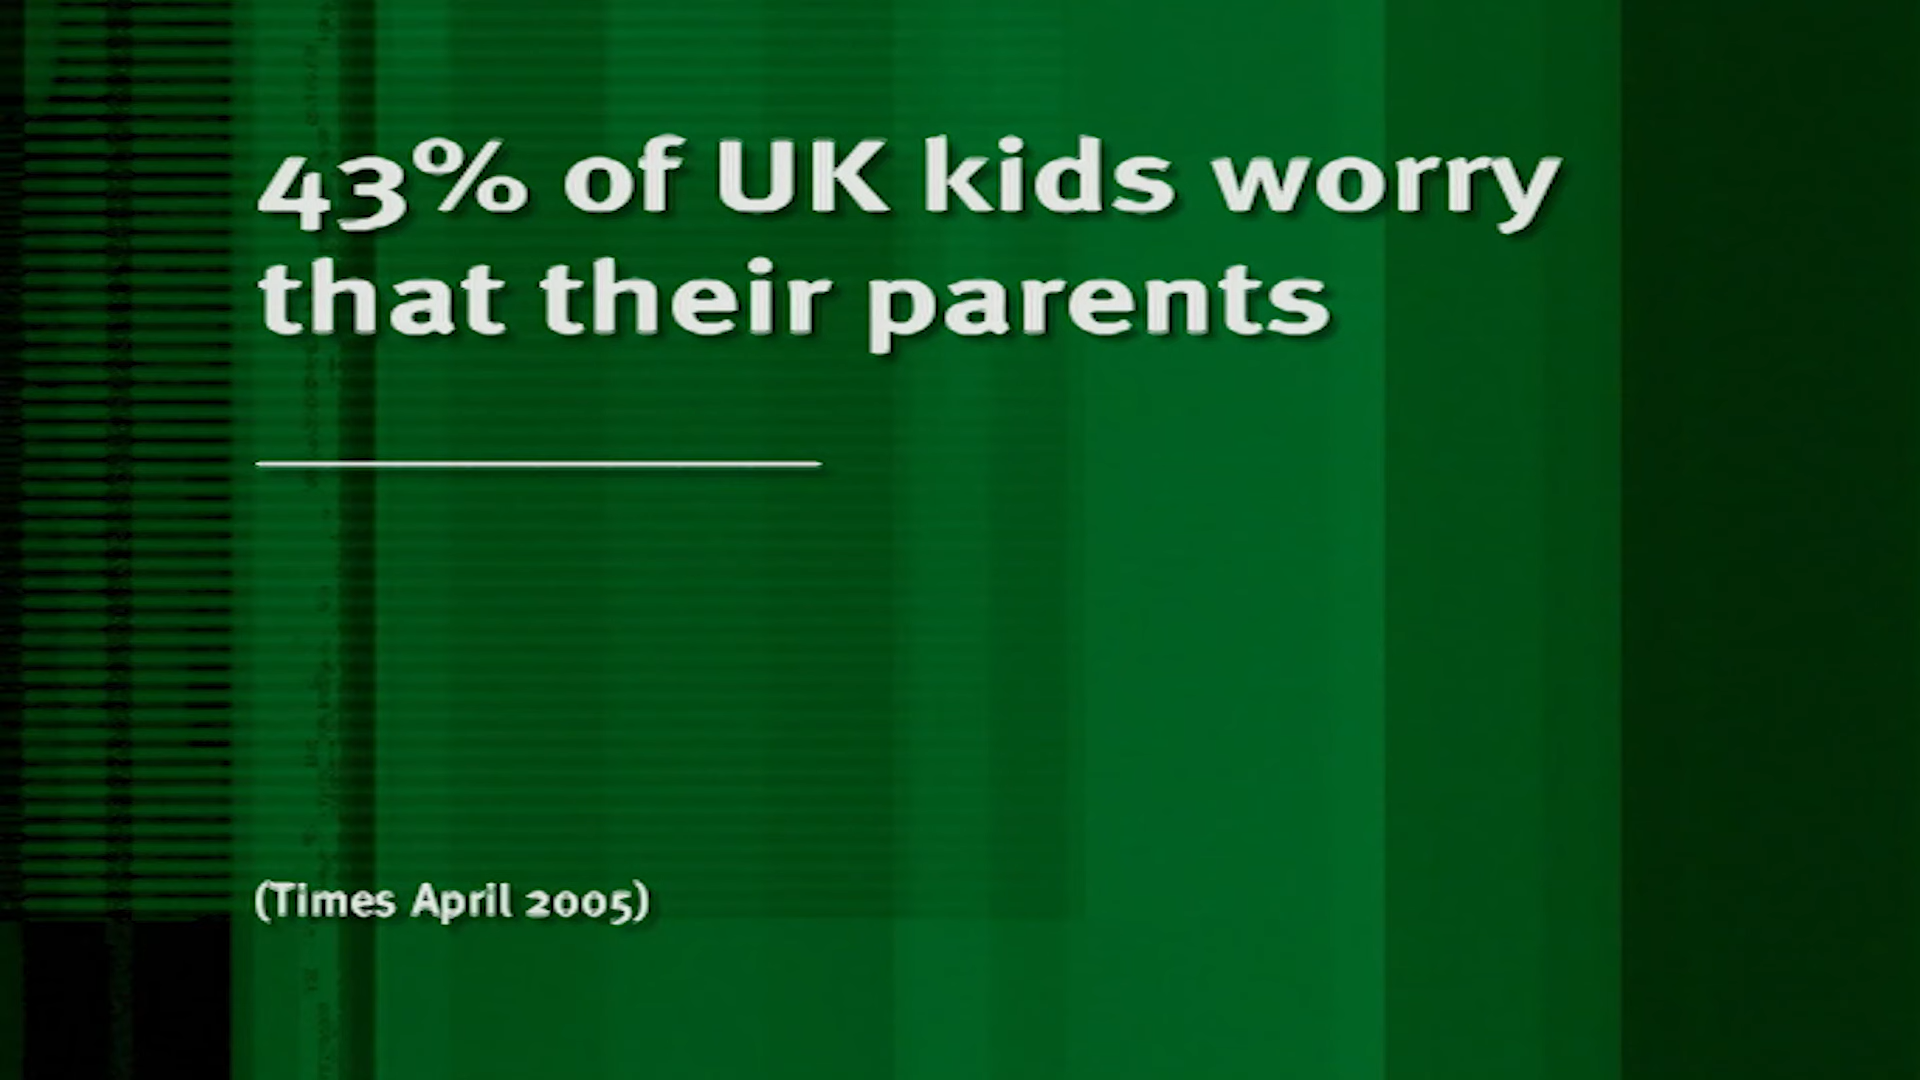 43% of UK kids worry
that their parents
(Times April 2005)